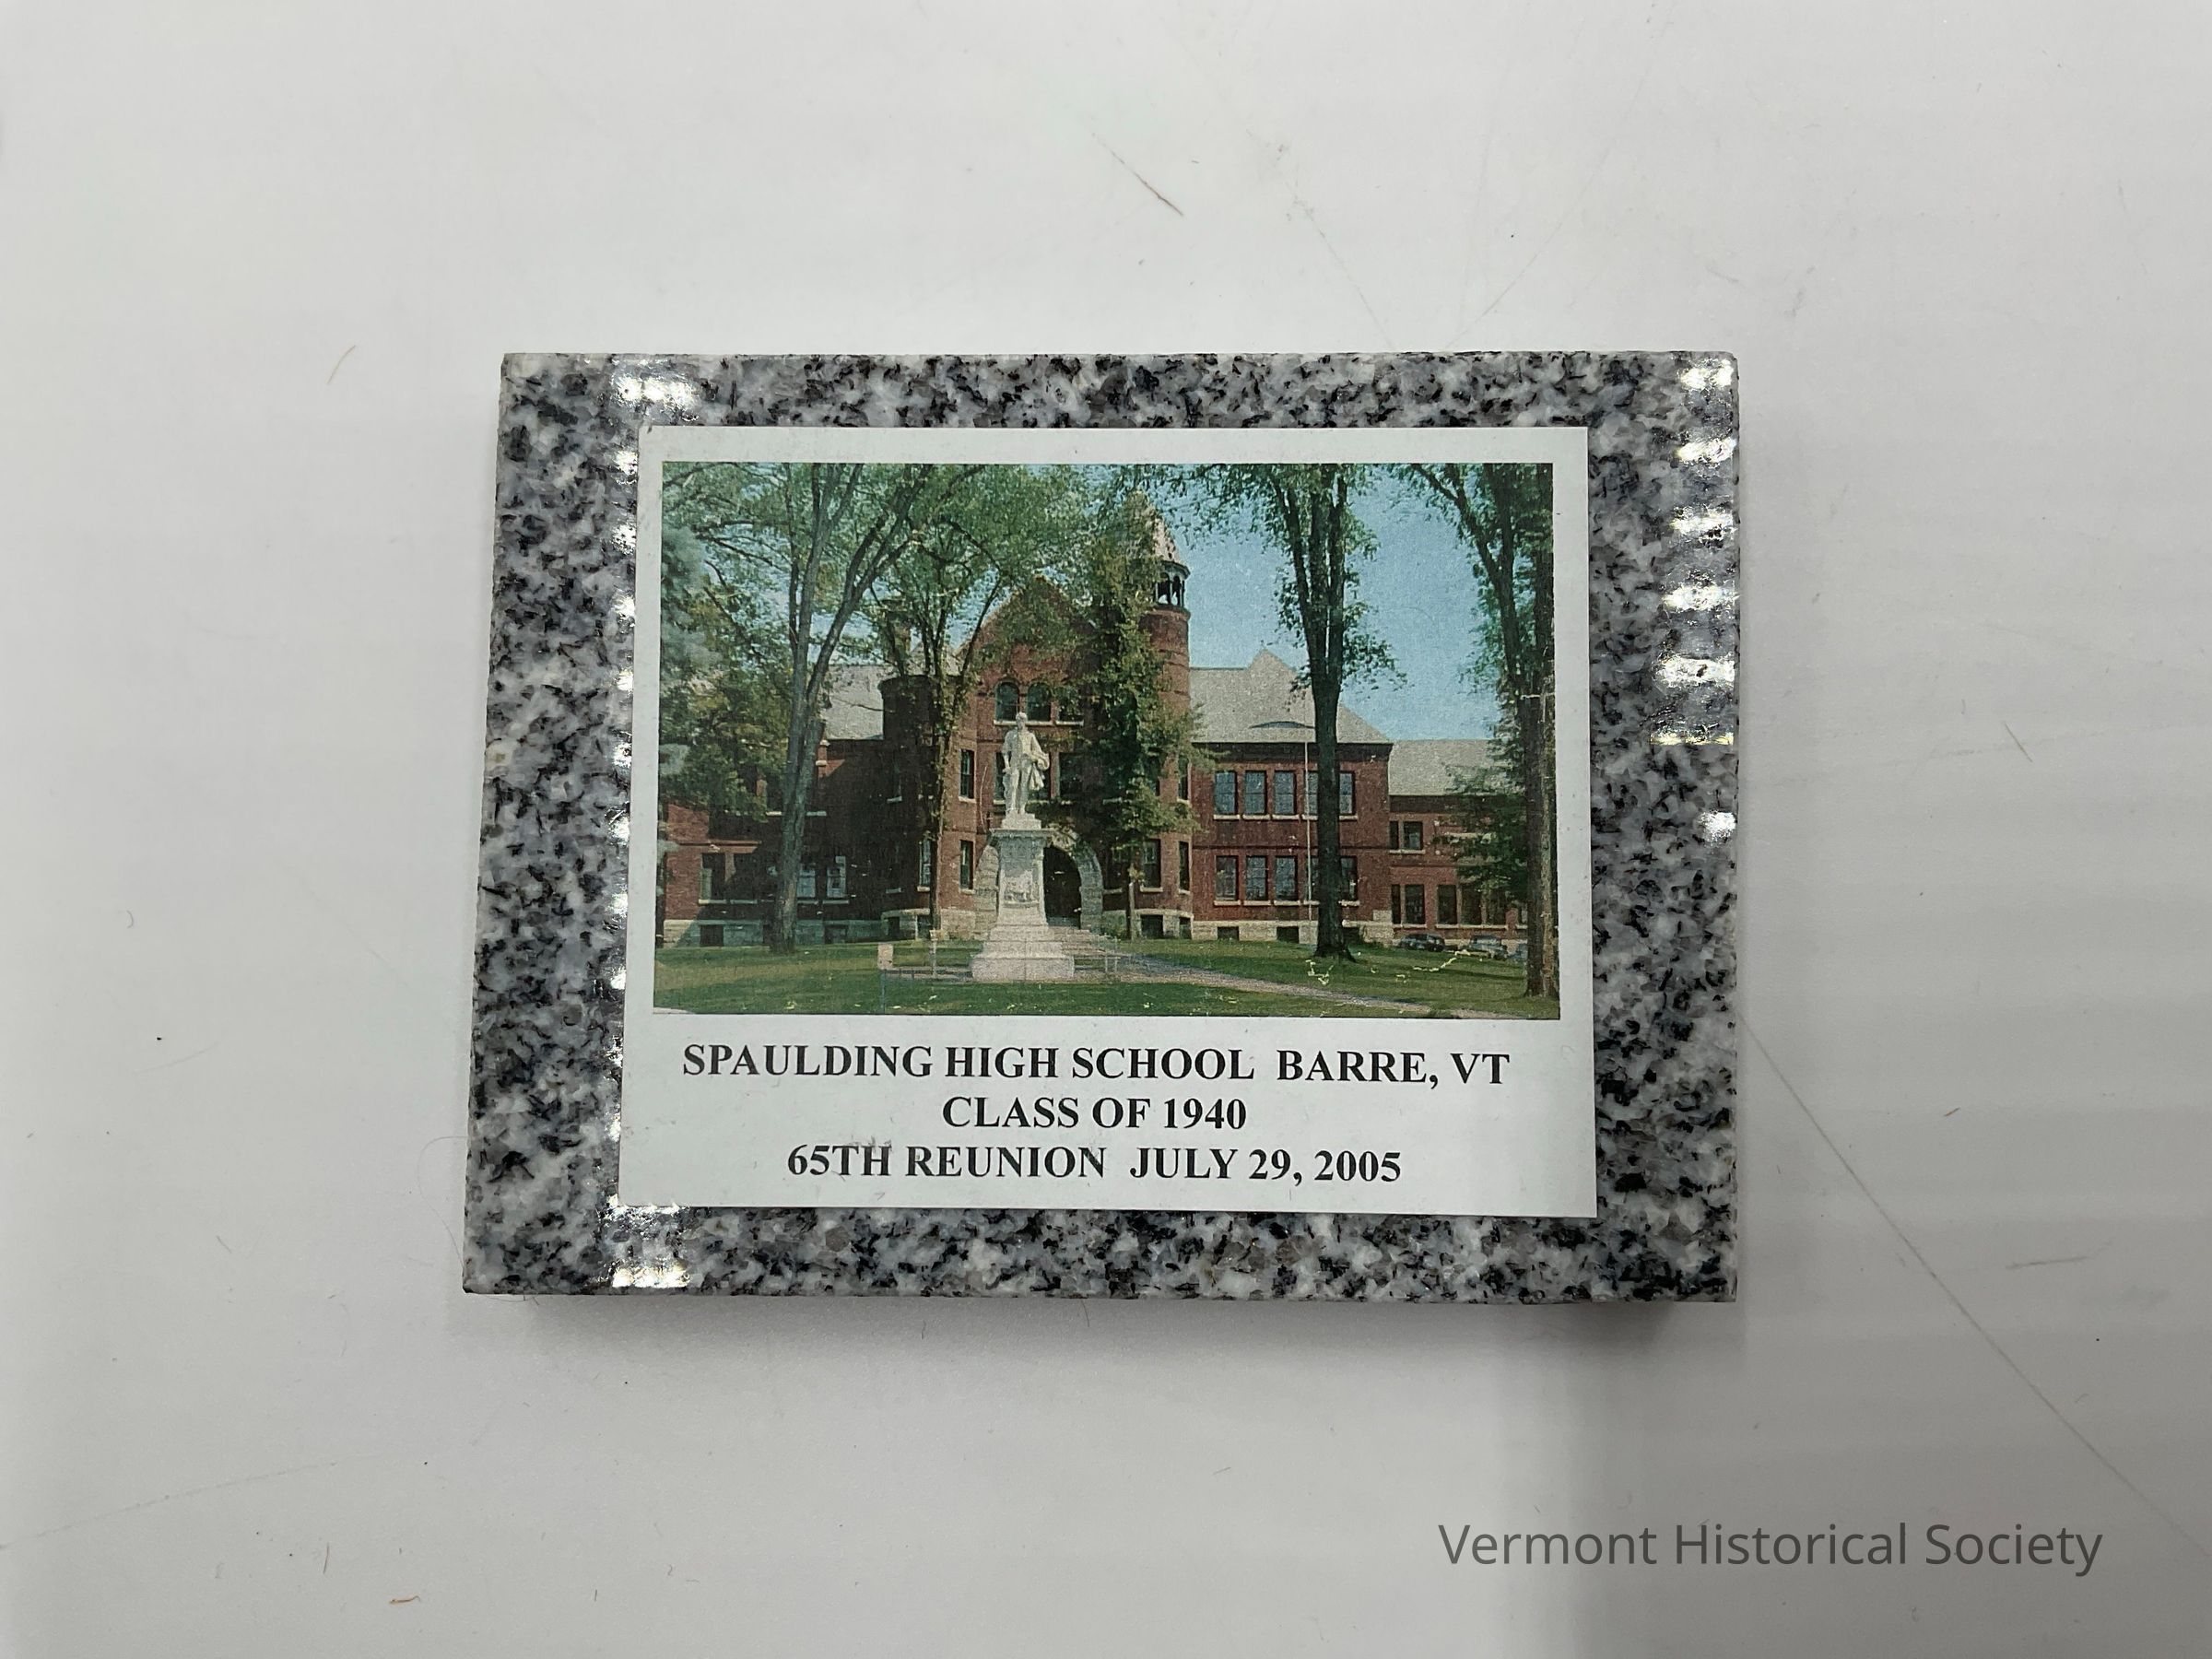 SPAULDING HIGH SCHOOL BARRE, VT
CLASS OF 1940
65TH REUNION JULY 29, 2005
Vermont Historical Society